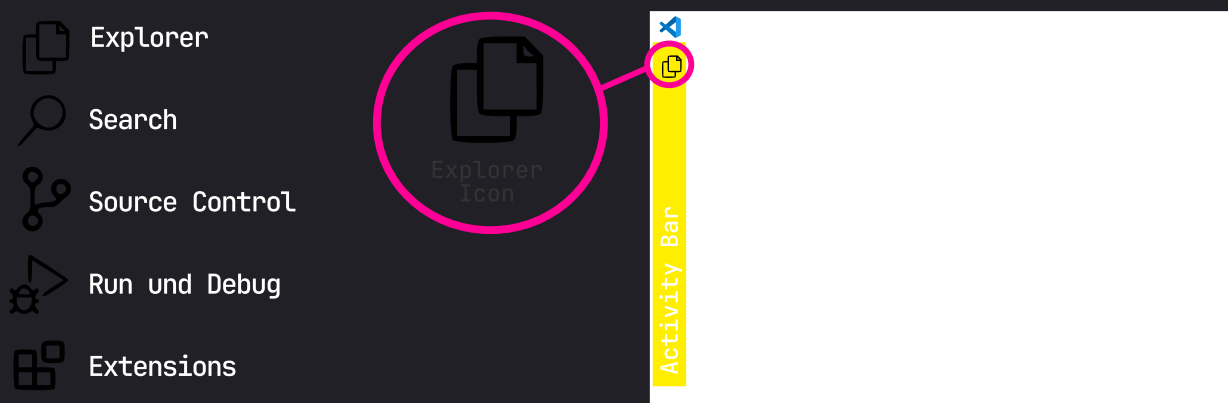 Explorer
Search
Source Control
Run und Debug
Extensions
Explorer
Icon
Activity Bar